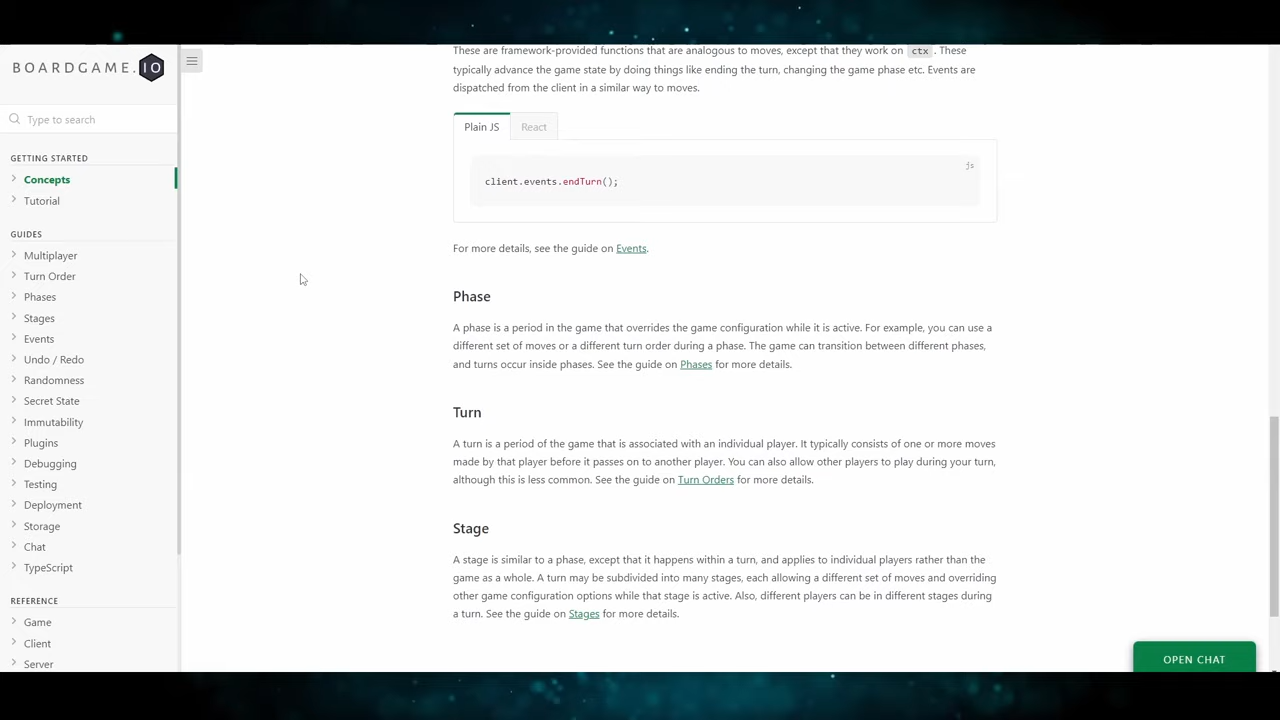 BOARDGAME.IO
Type to search
GETTING STARTED
Concepts
Tutorial
GUIDES
Multiplayer
Turn Order
Phases
Stages
Events
Undo / Redo
Randomness
Secret State
Immutability
Plugins
Debugging
Testing
Deployment
Storage
Chat
TypeScript
REFERENCE
Game
Client
Server
These are framework-provided functions that are analogous to moves, except that they work on ctx . These
typically advance the game state by doing things like ending the turn, changing the game phase etc. Events are
dispatched from the client in a similar way to moves.
Plain JS React
js
client.events.endTurn();
For more details, see the guide on Events.
Phase
A phase is a period in the game that overrides the game configuration while it is active. For example, you can use a
different set of moves or a different turn order during a phase. The game can transition between different phases,
and turns occur inside phases. See the guide on Phases for more details.
Turn
A turn is a period of the game that is associated with an individual player. It typically consists of one or more moves
made by that player before it passes on to another player. You can also allow other players to play during your turn,
although this is less common. See the guide on Turn Orders for more details.
Stage
A stage is similar to a phase, except that it happens within a turn, and applies to individual players rather than the
game as a whole. A turn may be subdivided into many stages, each allowing a different set of moves and overriding
other game configuration options while that stage is active. Also, different players can be in different stages during
a turn. See the guide on Stages for more details.
OPEN CHAT